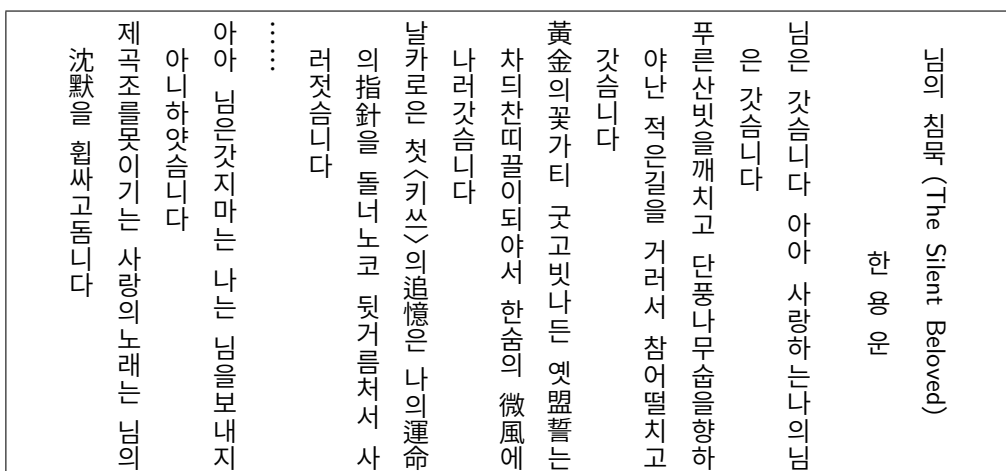 님의 침묵 (The Silent Beloved)
한 용 운
님은 갓슴니다 아아 사랑하는나의님
은 갓슴니다
푸른산빗을깨치고 단풍나무숩을향하
야난 적은길을 거러서 참어떨치고
갓슴니다
黃金의꽃가티 굿고빗나든 옛盟誓는
차듸찬띠끌이되야서 한숨의 微風에
나러갓슴니다
날카로은 첫〈키쓰〉의追憶은 나의運命
의指針을 돌너노코 뒷거름처서 사
러젓슴니다
……
아아 님은갓지마는 나는 님을보내지
아니하얏슴니다
제곡조를못이기는 사랑의노래는 님의
沈默을 휩싸고돔니다